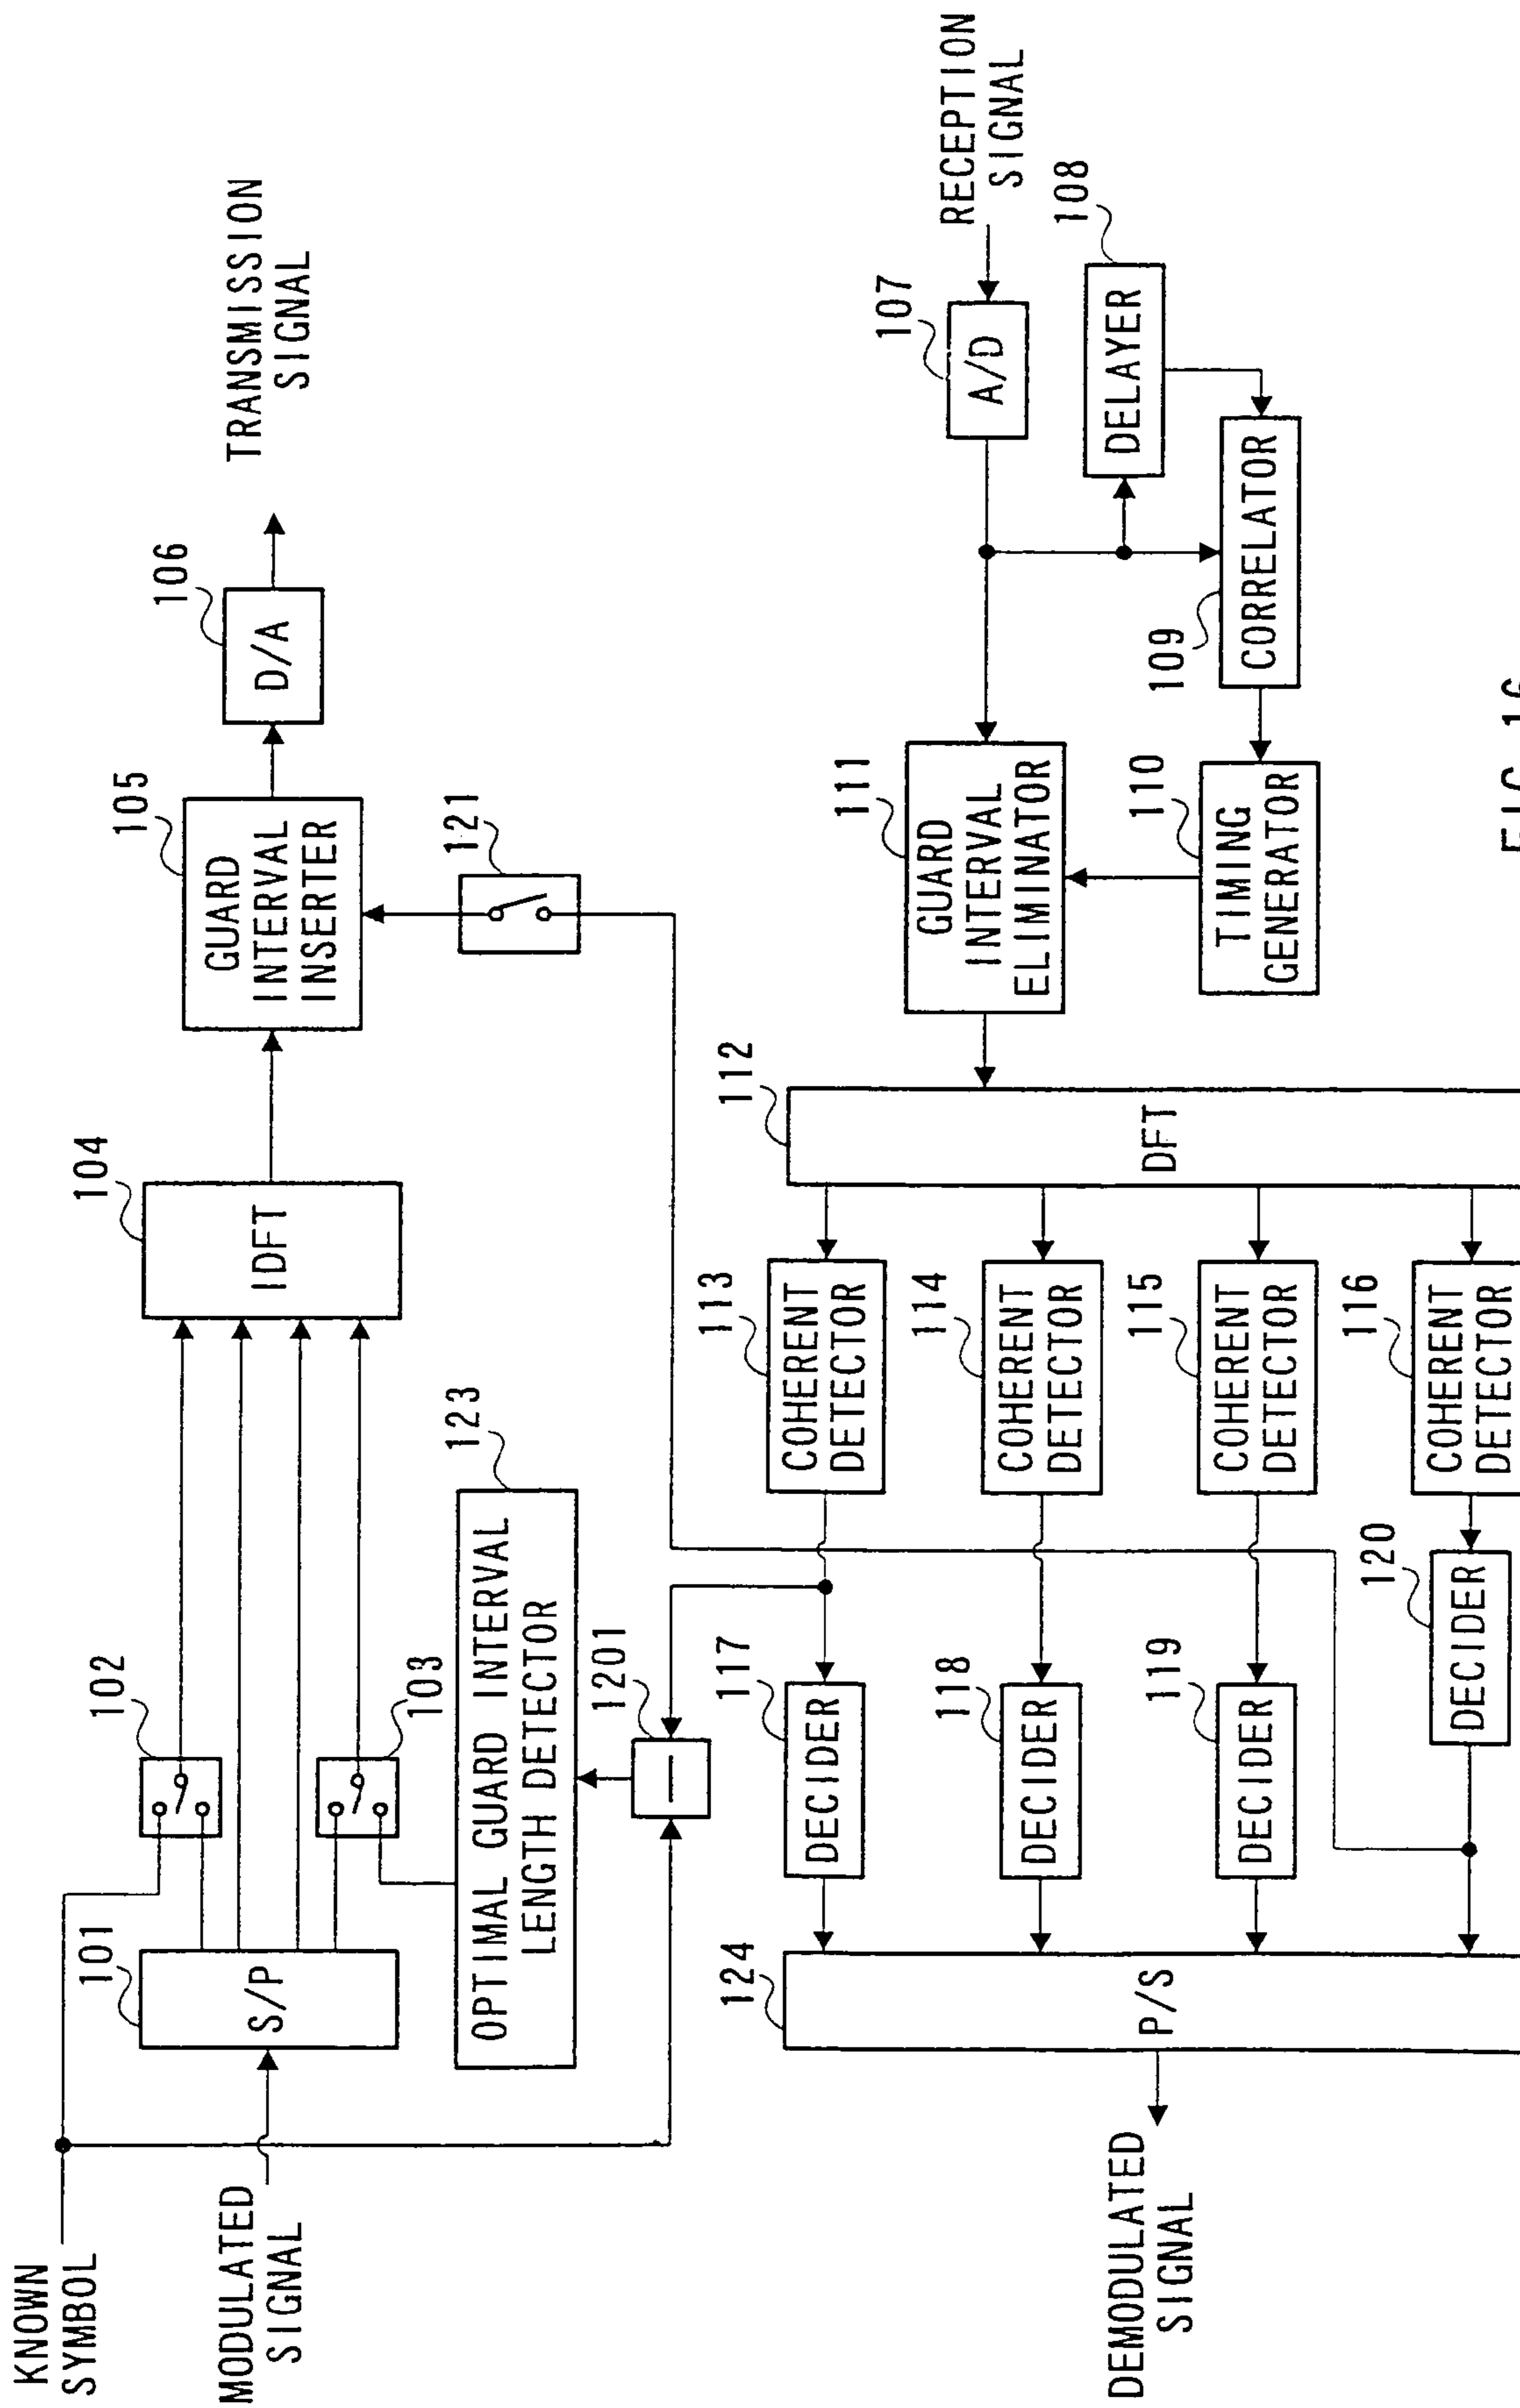 KNOWN
SYMBOL
MODULATED
SIGNAL
101
S/P
102
103
104
IDFT
105
GUARD
INTERVAL
INSERTER
106
D/A
TRANSMISSION
SIGNAL
121
123
OPTIMAL GUARD INTERVAL
LENGTH DETECTOR
1201
RECEPTION
SIGNAL
107
A/D
108
DELAYER
109
CORRELATOR
110
TIMING
GENERATOR
111
GUARD
INTERVAL
ELIMINATOR
112
DFT
113
COHERENT
DETECTOR
114
COHERENT
DETECTOR
115
COHERENT
DETECTOR
116
COHERENT
DETECTOR
117
DECIDER
118
DECIDER
119
DECIDER
120
DECIDER
124
P/S
DEMODULATED
SIGNAL